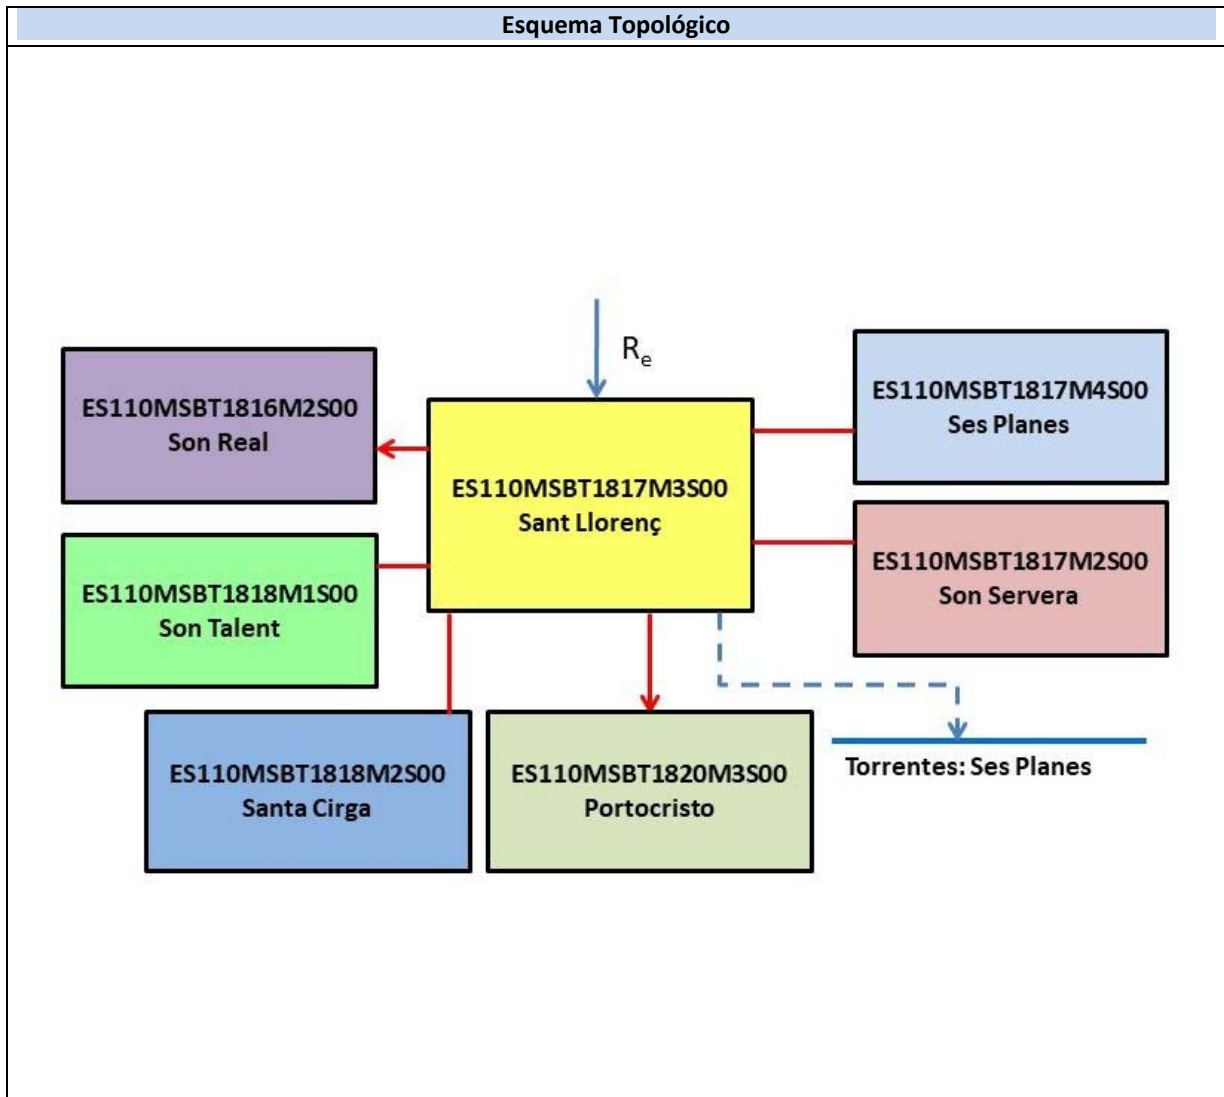 Esquema Topológico
R_e
ES110MSBT1816M2S00
Son Real
ES110MSBT1817M4S00
Ses Planes
ES110MSBT1817M3S00
Sant Llorenç
ES110MSBT1818M1S00
Son Talent
ES110MSBT1817M2S00
Son Servera
ES110MSBT1818M2S00
Santa Cirga
ES110MSBT1820M3S00
Portocristo
Torrentes: Ses Planes